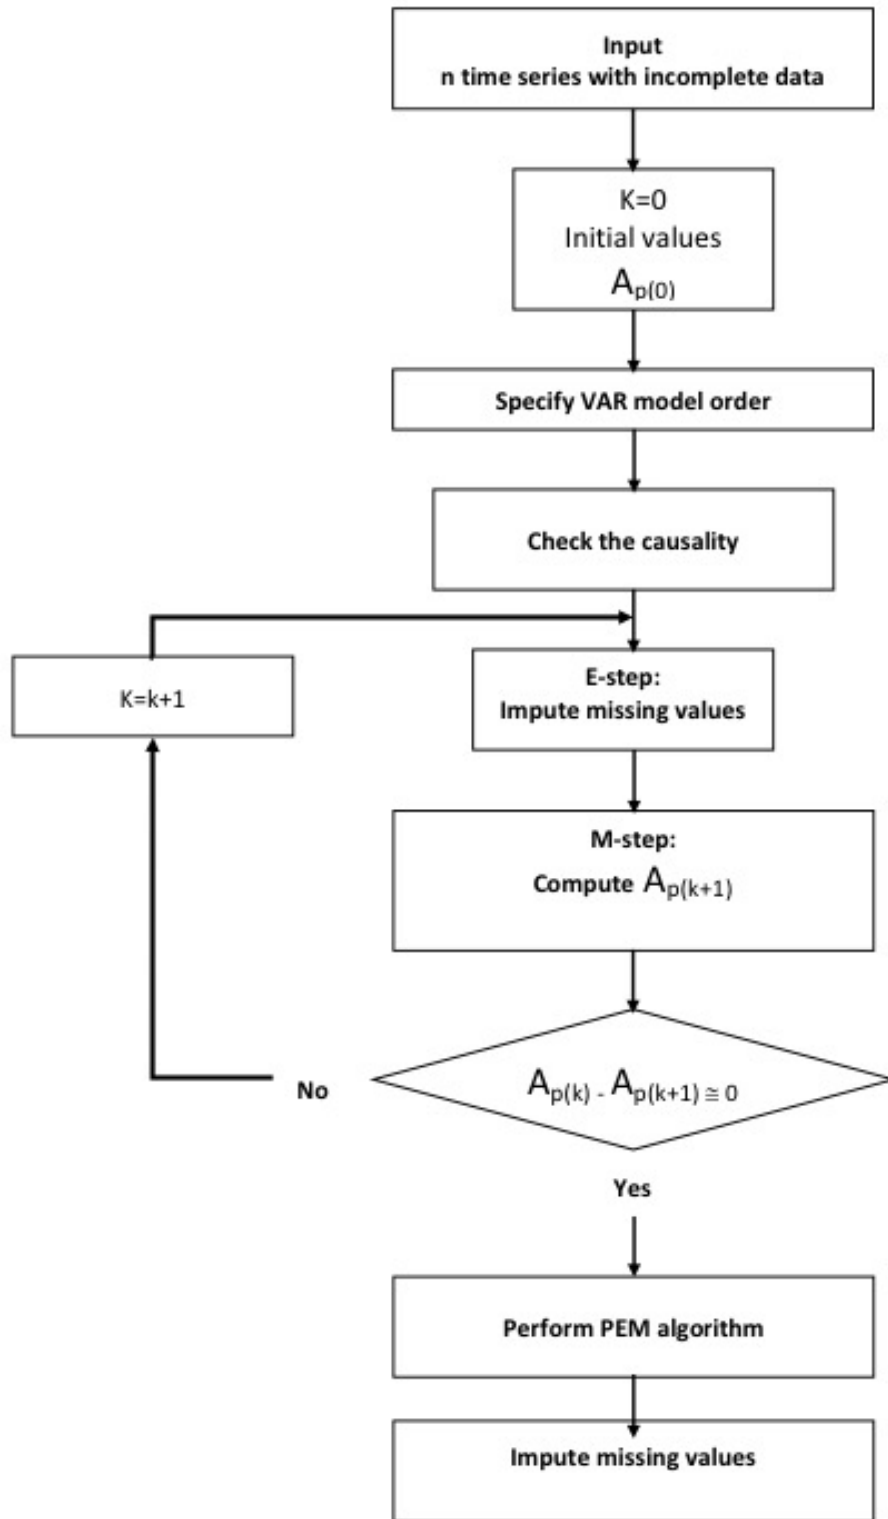 Input
n time series with incomplete data
K=0
Initial values
Ap(0)
Specify VAR model order
Check the causality
K=k+1
E-step:
Impute missing values
M-step:
Compute Ap(k+1)
No
Ap(k) - Ap(k+1) ≅ 0
Yes
Perform PEM algorithm
Impute missing values